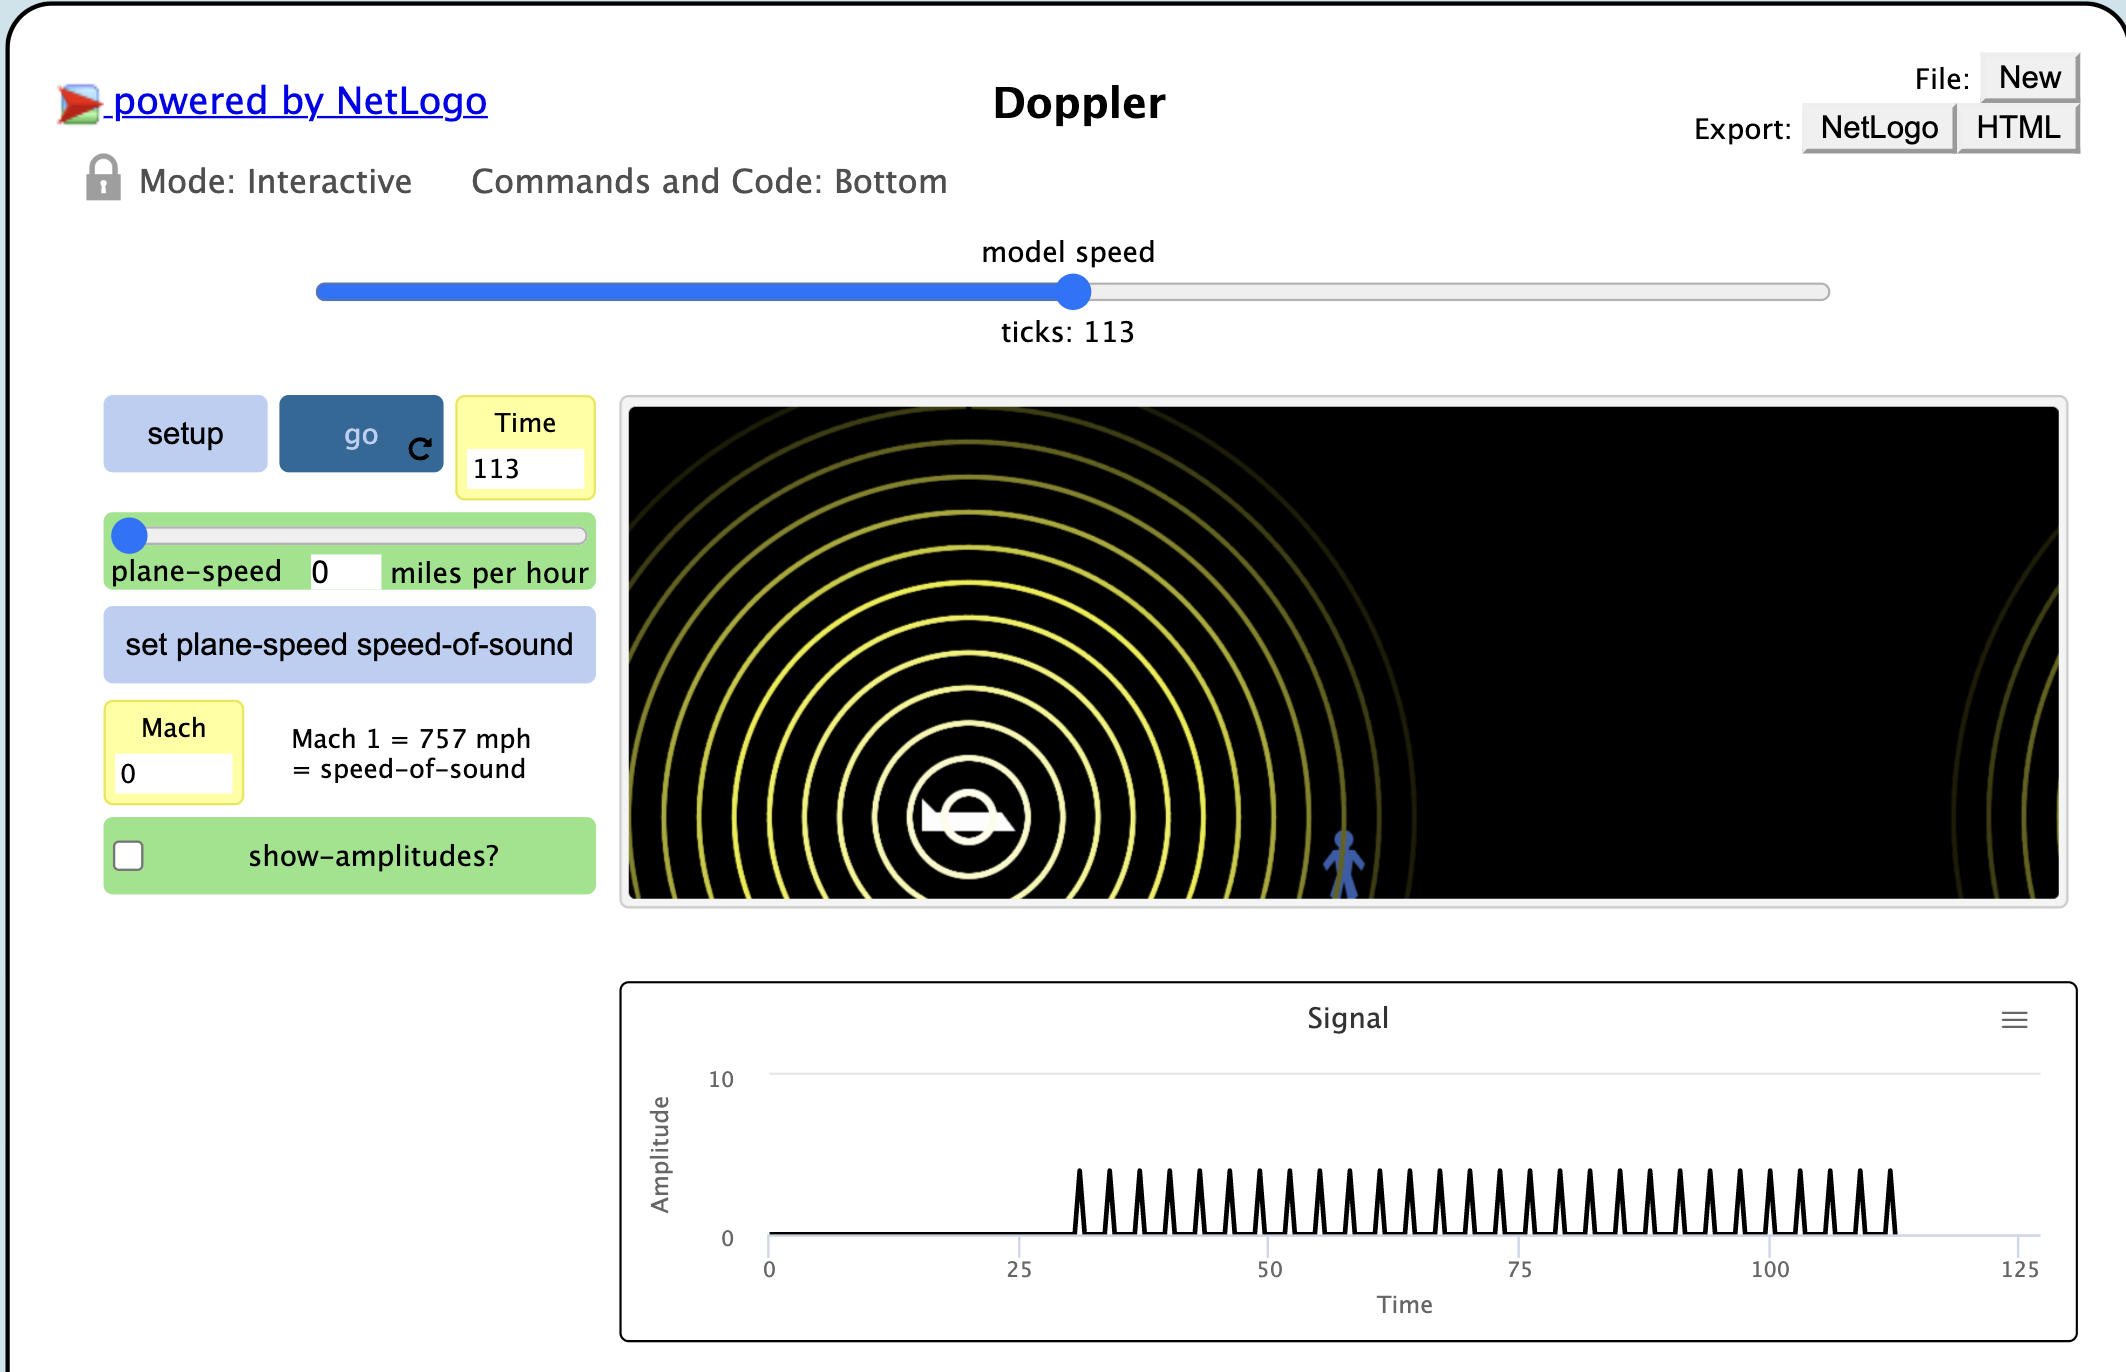 powered by NetLogo
Doppler
File: New
Export: NetLogo HTML
Mode: Interactive Commands and Code: Bottom
model speed
ticks: 113
setup
go
Time
113
plane-speed 0 miles per hour
set plane-speed speed-of-sound
Mach
0
Mach 1 = 757 mph
= speed-of-sound
show-amplitudes?
Signal
Amplitude
10
0
0 25 50 75 100 125
Time